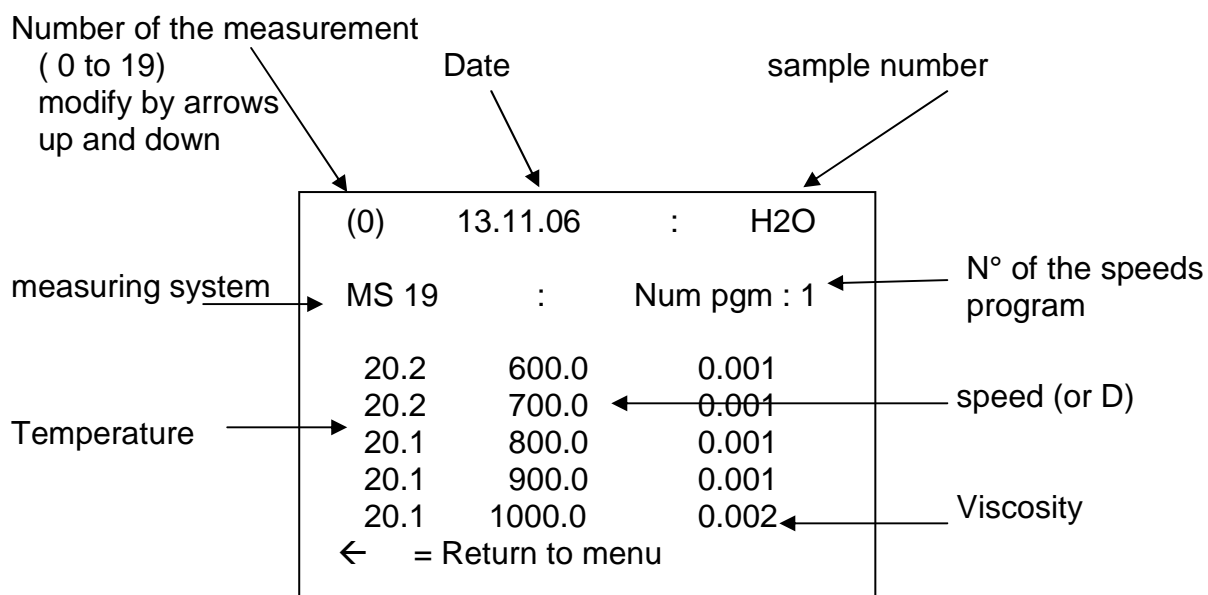 Number of the measurement
( 0 to 19)
modify by arrows
up and down
Date
sample number
(0) 13.11.06 : H2O
measuring system
MS 19 : Num pgm : 1
N° of the speeds
program
20.2 600.0 0.001
20.2 700.0 0.001
speed (or D)
Temperature
20.1 800.0 0.001
20.1 900.0 0.001
20.1 1000.0 0.002
Viscosity
← = Return to menu